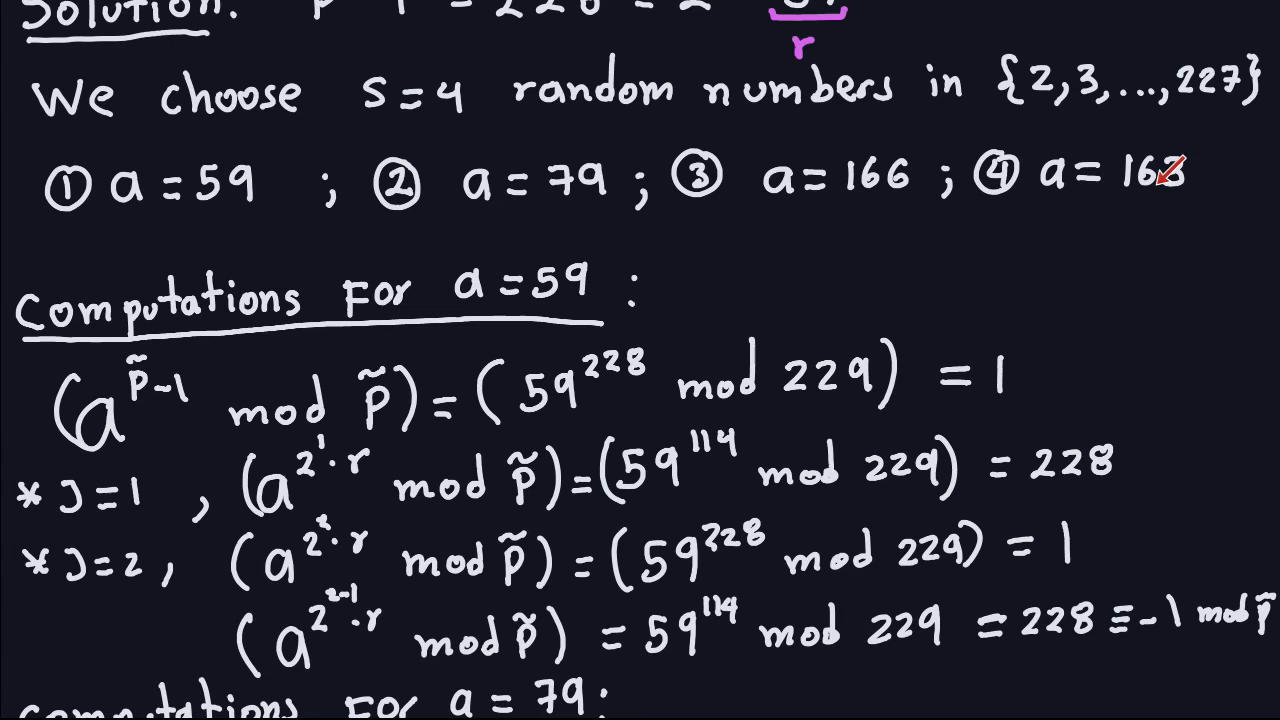 Solution:
r
We choose s=4 random numbers in {2,3,...,227}
① a=59 ; ② a=79 ; ③ a=166 ; ④ a=163
Computations For a=59 :
(a^{p̃-1} mod p̃) = (59^{228} mod 229) = 1
* J=1 , (a^{2^1·r} mod p̃) = (59^{114} mod 229) = 228
* J=2 , (a^{2^2·r} mod p̃) = (59^{228} mod 229) = 1
(a^{2^{2-1}·r} mod p̃) = 59^{114} mod 229 = 228 ≡ -1 mod p̃
computations For a = 79: